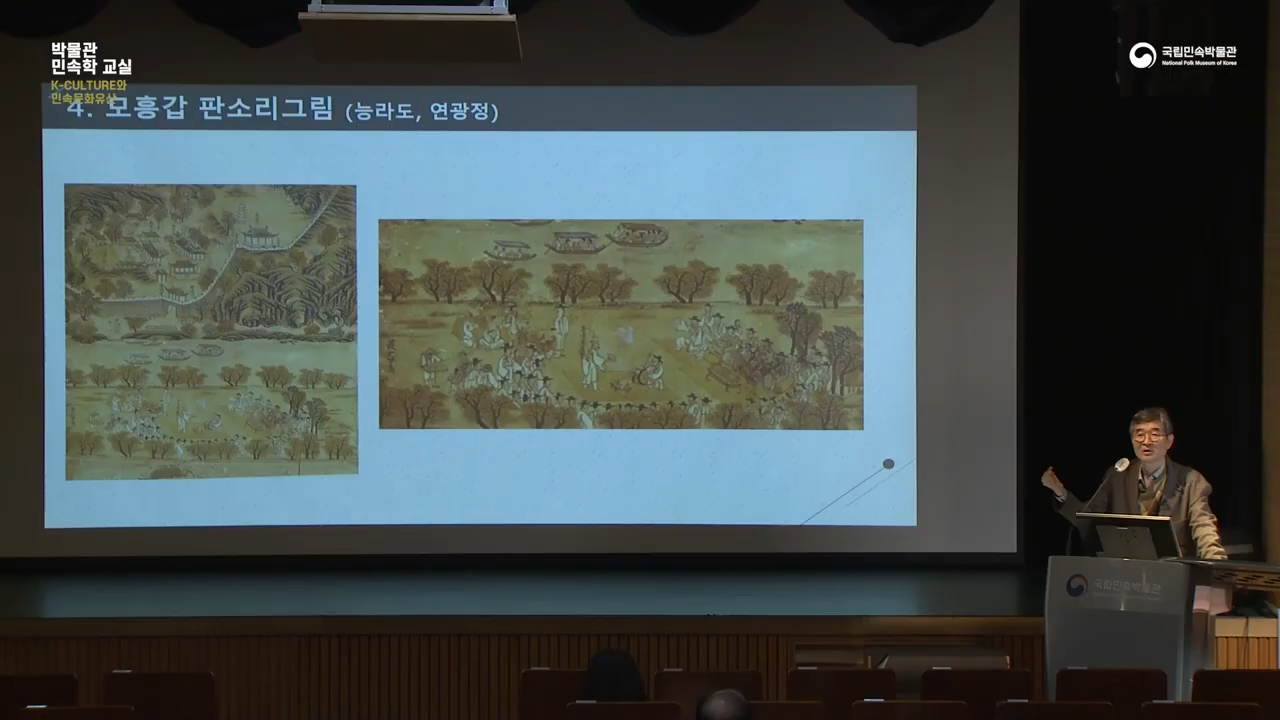 박물관
민속학 교실
K-CULTURE와
민속문화유산
국립민속박물관
National Folk Museum of Korea
4. 모흥갑 판소리그림 (능라도, 연광정)
국립민속박물관